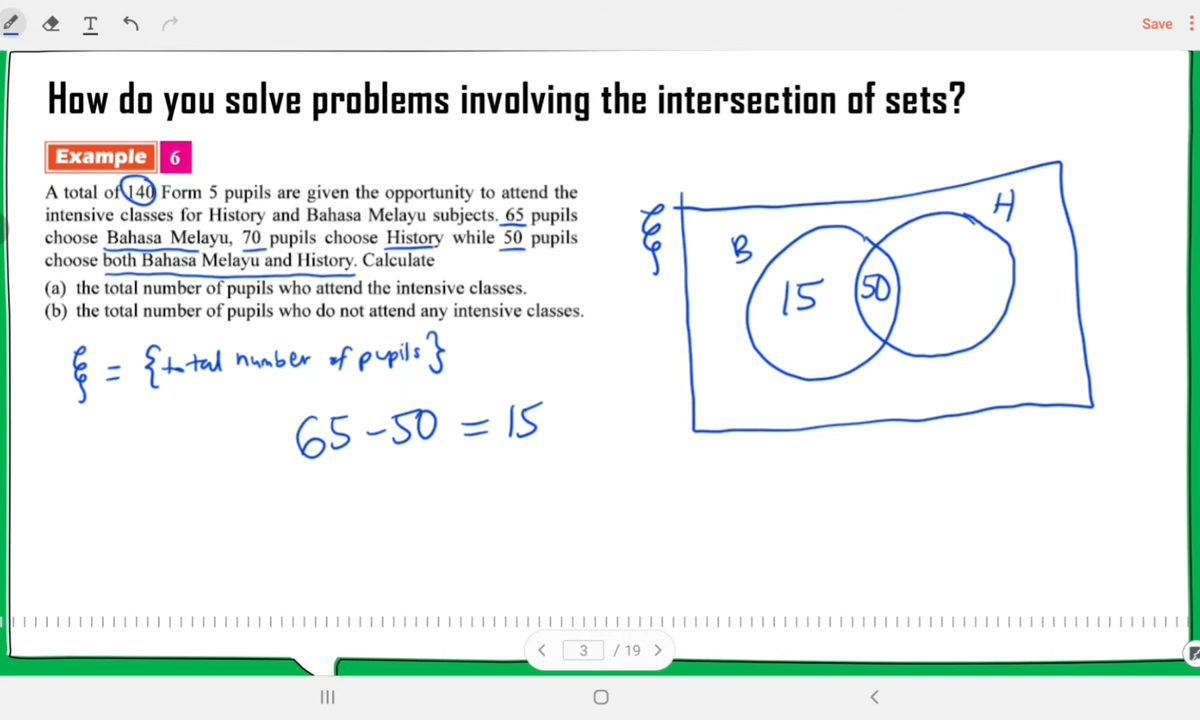 T
Save
How do you solve problems involving the intersection of sets?
Example 6
A total of 140 Form 5 pupils are given the opportunity to attend the
intensive classes for History and Bahasa Melayu subjects. 65 pupils
choose Bahasa Melayu, 70 pupils choose History while 50 pupils
choose both Bahasa Melayu and History. Calculate
(a) the total number of pupils who attend the intensive classes.
(b) the total number of pupils who do not attend any intensive classes.
ξ = {total number of pupils}
65 - 50 = 15
ξ
B
H
15
50
3 / 19